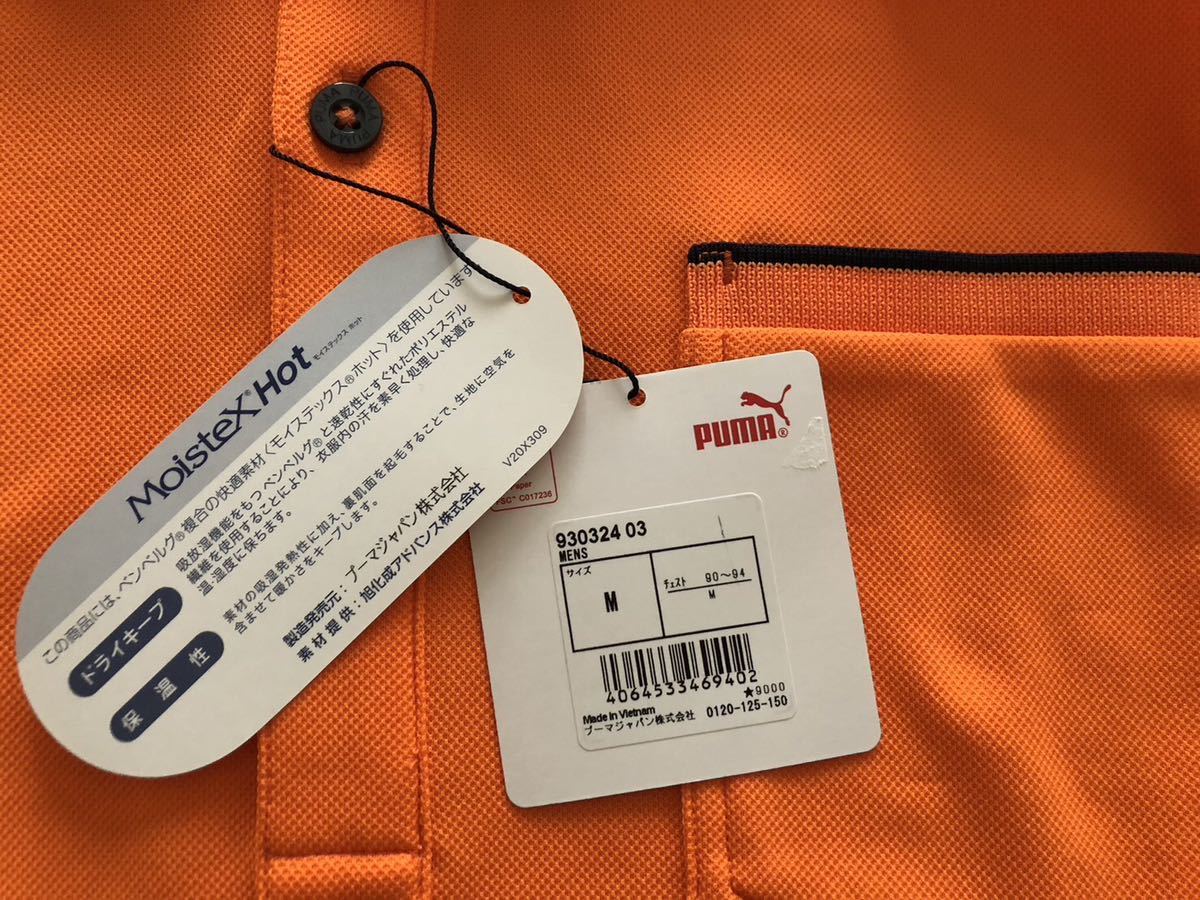 PUMA PUMA PUMA
MoisteX® Hot
モイステックス ホット
この商品には、ベンベルグ®複合の快適素材〈モイステックス®ホット〉を使用しています
ドライキープ
吸放湿機能をもつベンベルグ®と速乾性にすぐれたポリエステル
繊維を使用することにより、衣服内の汗を素早く処理し、快適な
温・湿度に保ちます。
保温性
素材の吸湿発熱性に加え、裏肌面を起毛することで、生地に空気を
含ませて暖かさをキープします。
V20X309
製造発売元：プーマジャパン株式会社
素材提供：旭化成アドバンス株式会社
C017236
PUMA®
930324 03
MENS
サイズ
M
チェスト 90～94
M
4064533469402
★9000
Made in Vietnam
プーマジャパン株式会社 0120-125-150